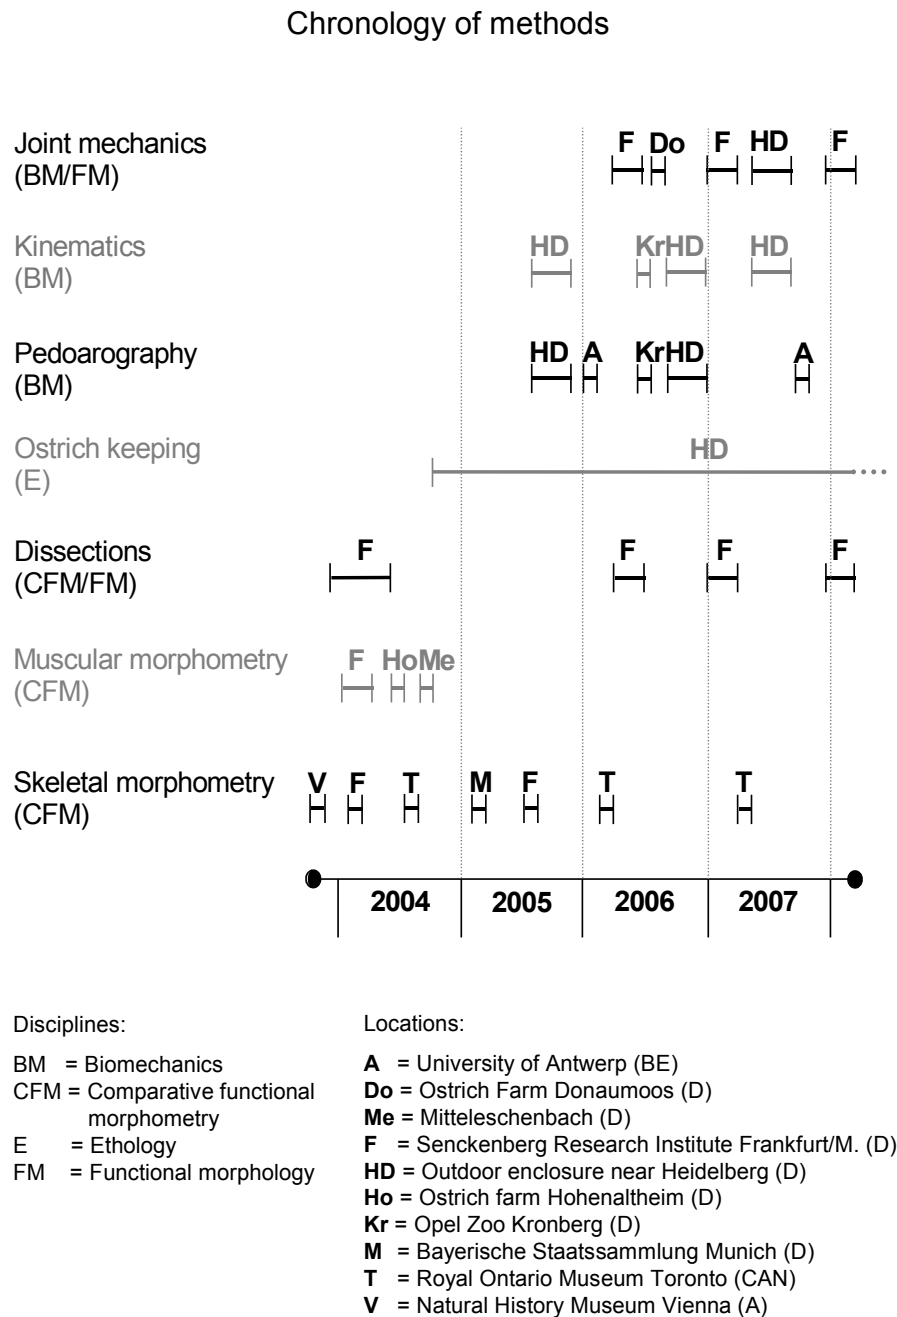 Chronology of methods
Joint mechanics
(BM/FM)
F Do F HD F
Kinematics
(BM)
HD KrHD HD
Pedoarography
(BM)
HD A KrHD A
Ostrich keeping
(E)
HD
Dissections
(CFM/FM)
F F F F
Muscular morphometry
(CFM)
F Ho Me
Skeletal morphometry
(CFM)
V F T M F T T
2004 2005 2006 2007
Disciplines:
BM = Biomechanics
CFM = Comparative functional
morphometry
E = Ethology
FM = Functional morphology
Locations:
A = University of Antwerp (BE)
Do = Ostrich Farm Donaumoos (D)
Me = Mitteleschenbach (D)
F = Senckenberg Research Institute Frankfurt/M. (D)
HD = Outdoor enclosure near Heidelberg (D)
Ho = Ostrich farm Hohenaltheim (D)
Kr = Opel Zoo Kronberg (D)
M = Bayerische Staatssammlung Munich (D)
T = Royal Ontario Museum Toronto (CAN)
V = Natural History Museum Vienna (A)